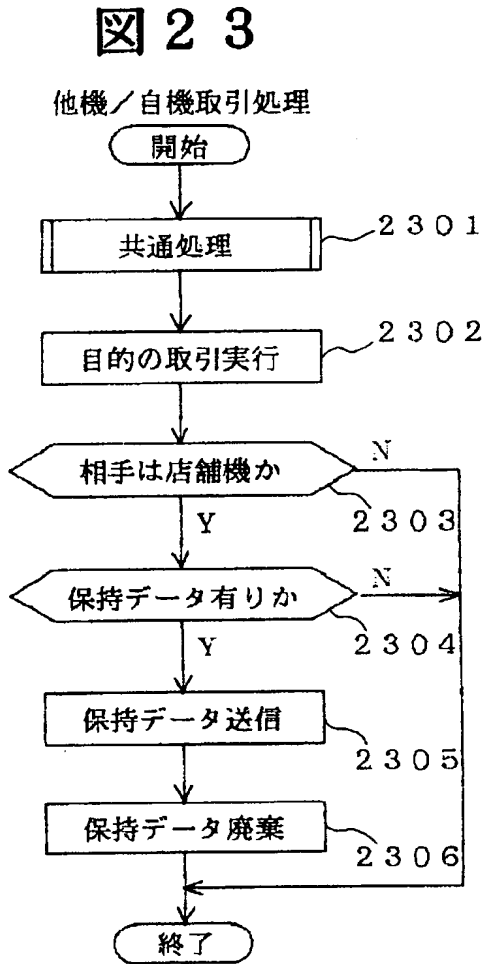 図２３
他機／自機取引処理
開始
共通処理
２３０１
目的の取引実行
２３０２
相手は店舗機か
N
２３０３
Y
保持データ有りか
N
２３０４
Y
保持データ送信
２３０５
保持データ廃棄
２３０６
終了